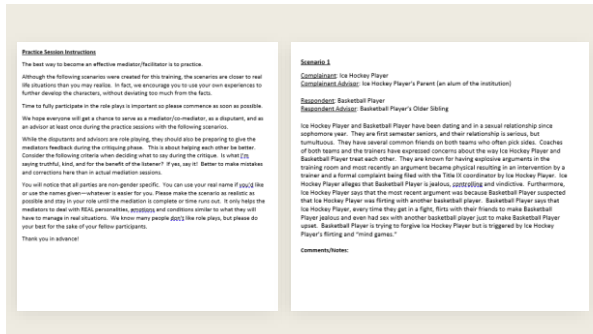 Practice Session Instructions
The best way to become an effective mediator/facilitator is to practice.
Although the following scenarios were created for this training, the scenarios are closer to real
life situations than you may realize. In fact, we encourage you to use your own experiences to
further develop the characters, without deviating too much from the facts.
Time to fully participate in the role plays is important so please commence as soon as possible.
We hope everyone will get a chance to serve as a mediator/co-mediator, as a disputant, and as
an advisor at least once during the practice sessions with the following scenarios.
While the disputants and advisors are role playing, they should also be preparing to give the
mediators feedback during the critiquing phase. This is about helping each other be better.
Consider the following criteria when deciding what to say during the critique. Is what I'm
saying truthful, kind, and for the benefit of the listener? If yes, say it! Better to make mistakes
and corrections here than in actual mediation sessions.
You will notice that all parties are non-gender specific. You can use your real name if you'd like
or use the names given—whatever is easier for you. Please make the scenario as realistic as
possible and stay in your role until the mediation is complete or time runs out. It only helps the
mediators to deal with REAL personalities, emotions and conditions similar to what they will
have to manage in real situations. We know many people don't like role plays, but please do
your best for the sake of your fellow participants.
Thank you in advance!
Scenario 1
Complainant: Ice Hockey Player
Complainant Advisor: Ice Hockey Player's Parent (an alum of the institution)
Respondent: Basketball Player
Respondent Advisor: Basketball Player's Older Sibling
Ice Hockey Player and Basketball Player have been dating and in a sexual relationship since
sophomore year. They are first semester seniors, and their relationship is serious, but
tumultuous. They have several common friends on both teams who often pick sides. Coaches
of both teams and the trainers have expressed concerns about the way Ice Hockey Player and
Basketball Player treat each other. They are known for having explosive arguments in the
training room and most recently an argument became physical resulting in an intervention by
a trainer and a formal complaint being filed with the Title IX coordinator by Ice Hockey Player. Ice
Hockey Player alleges that Basketball Player is jealous, controlling and vindictive. Furthermore,
Ice Hockey Player says that the most recent argument was because Basketball Player suspected
that Ice Hockey Player was flirting with another basketball player. Basketball Player says that
Ice Hockey Player, every time they get in a fight, flirts with their friends to make Basketball
Player jealous and even had sex with another basketball player just to make Basketball Player
upset. Basketball Player is trying to forgive Ice Hockey Player but is triggered by Ice Hockey
Player's flirting and "mind games."
Comments/Notes: